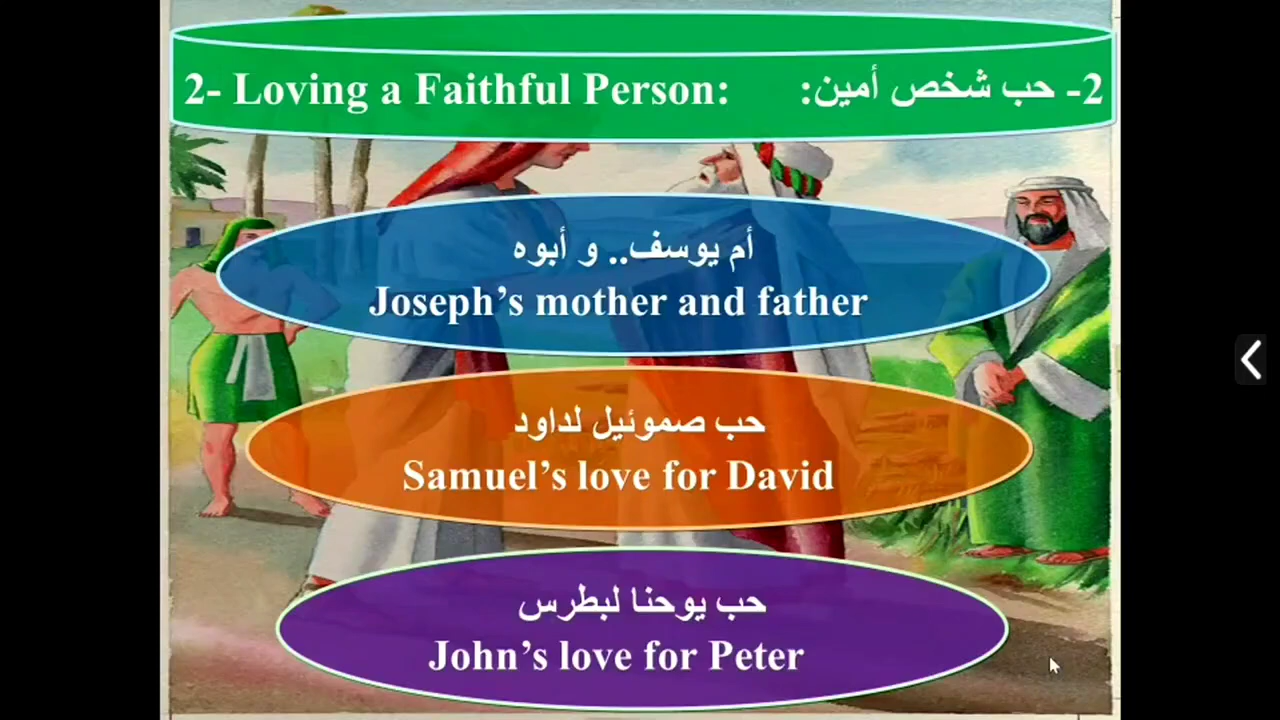 2- Loving a Faithful Person: 2- حب شخص أمين:
أم يوسف.. و أبوه
Joseph's mother and father
حب صموئيل لداود
Samuel's love for David
حب يوحنا لبطرس
John's love for Peter